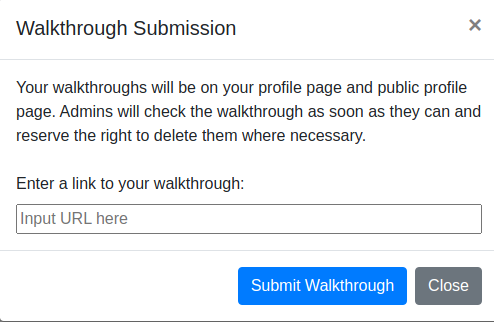 Walkthrough Submission ×
Your walkthroughs will be on your profile page and public profile
page. Admins will check the walkthrough as soon as they can and
reserve the right to delete them where necessary.
Enter a link to your walkthrough:
Input URL here
Submit Walkthrough Close